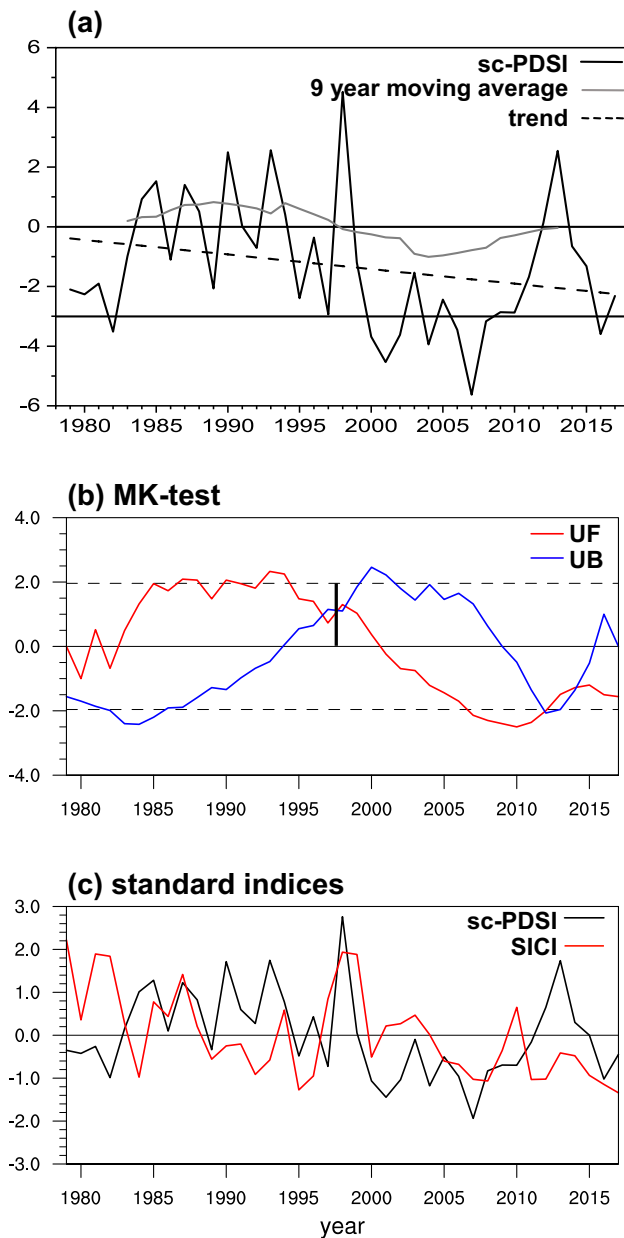 (a)
sc-PDSI
9 year moving average
trend
6
4
2
0
-2
-4
-6
1980 1985 1990 1995 2000 2005 2010 2015
(b) MK-test
UF
UB
4.0
2.0
0.0
-2.0
-4.0
1980 1985 1990 1995 2000 2005 2010 2015
(c) standard indices
sc-PDSI
SICI
3.0
2.0
1.0
0.0
-1.0
-2.0
-3.0
1980 1985 1990 1995 2000 2005 2010 2015
year